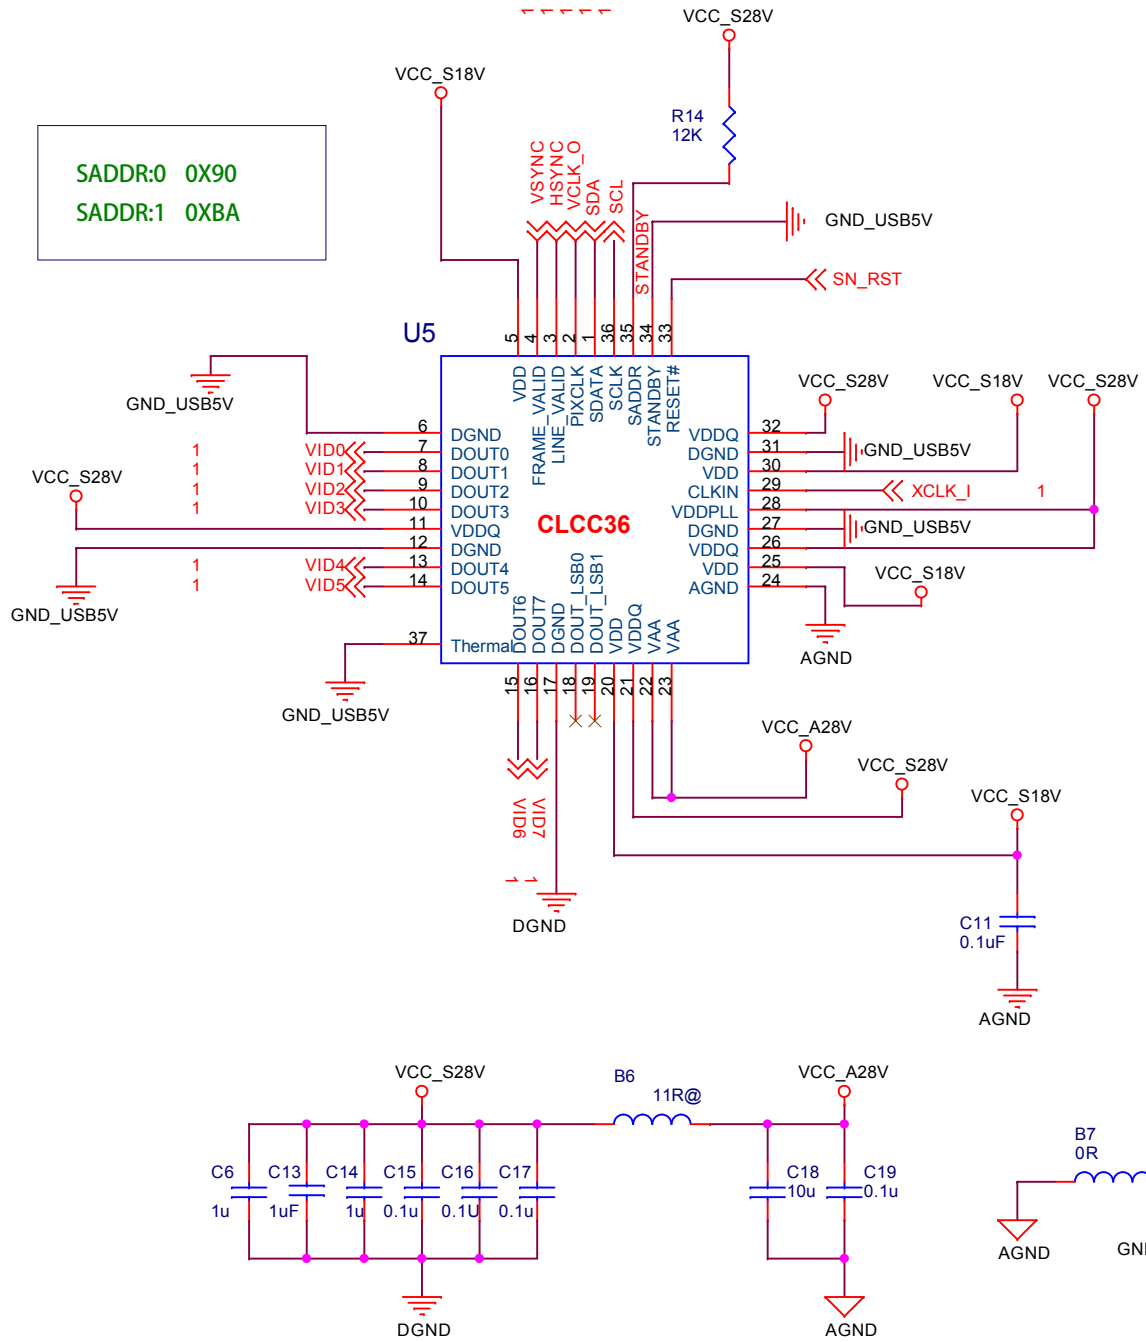 1 1 1 1 1
VCC_S28V
VCC_S18V
R14
12K
SADDR:0 0X90
SADDR:1 0XBA
VSYNC
HSYNC
VCLK_O
SDA
SCL
STANDBY
GND_USB5V
SN_RST
U5
5 4 3 2 1 36 35 34 33
VDD
FRAME_VALID
LINE_VALID
PIXCLK
SDATA
SCLK
SADDR
STANDBY
RESET#
GND_USB5V
VCC_S28V
VCC_S18V
VCC_S28V
6 DGND
1 VID0 7 DOUT0
1 VID1 8 DOUT1
1 VID2 9 DOUT2
1 VID3 10 DOUT3
VCC_S28V
11 VDDQ
12 DGND
1 VID4 13 DOUT4
1 VID5 14 DOUT5
GND_USB5V
37 Thermal
GND_USB5V
CLCC36
VDDQ 32
DGND 31 GND_USB5V
VDD 30
CLKIN 29 XCLK_I 1
VDDPLL 28
DGND 27 GND_USB5V
VDDQ 26
VDD 25
VCC_S18V
AGND 24
AGND
DOUT6
DOUT7
DGND
DOUT_LSB0
DOUT_LSB1
VDD
VDDQ
VAA
VAA
15 16 17 18 19 20 21 22 23
VCC_A28V
VCC_S28V
VCC_S18V
VID6
VID7
1 1
DGND
C11
0.1uF
AGND
VCC_S28V
B6
11R@
VCC_A28V
C6
1u
C13
1uF
C14
1u
C15
0.1u
C16
0.1U
C17
0.1u
C18
10u
C19
0.1u
B7
0R
DGND
AGND
AGND
GN